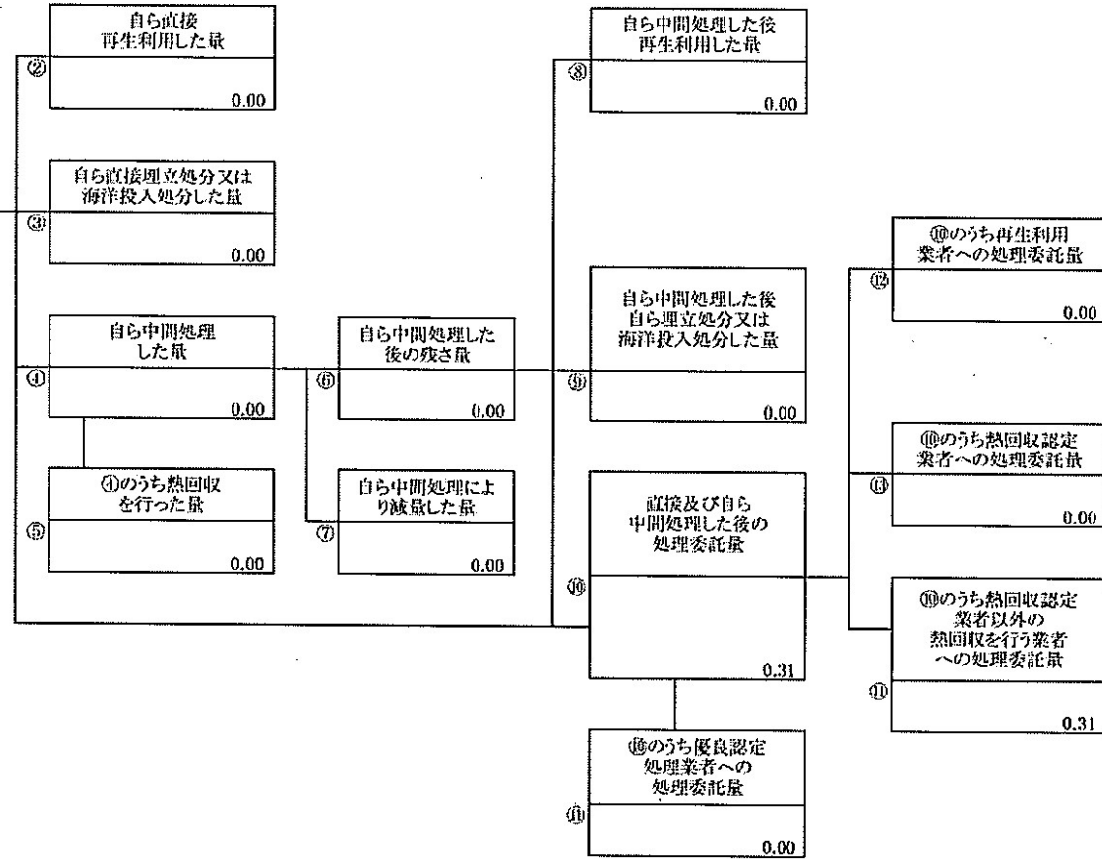 自ら直接
再生利用した量
②
0.00
自ら直接埋立処分又は
海洋投入処分した量
③
0.00
自ら中間処理
した量
④
0.00
④のうち熱回収
を行った量
⑤
0.00
自ら中間処理した
後の残さ量
⑥
0.00
自ら中間処理によ
り減量した量
⑦
0.00
自ら中間処理した後
再生利用した量
⑧
0.00
自ら中間処理した後
自ら埋立処分又は
海洋投入処分した量
⑨
0.00
直接及び自ら
中間処理した後の
処理委託量
⑩
0.31
⑩のうち優良認定
処理業者への
処理委託量
⑪
0.00
⑩のうち再生利用
業者への処理委託量
⑫
0.00
⑩のうち熱回収認定
業者への処理委託量
⑬
0.00
⑩のうち熱回収認定
業者以外の
熱回収を行う業者
への処理委託量
⑭
0.31